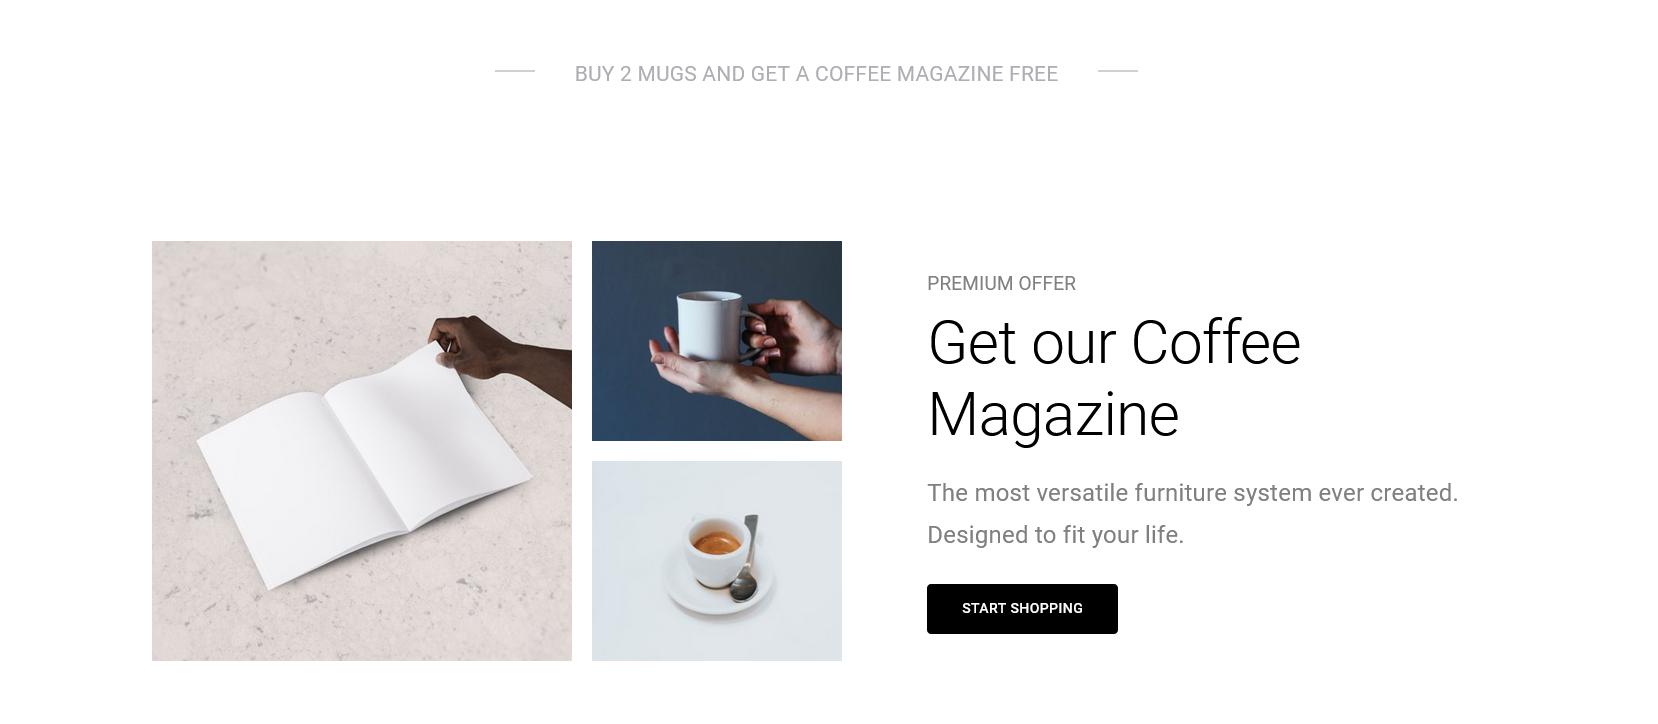 BUY 2 MUGS AND GET A COFFEE MAGAZINE FREE
PREMIUM OFFER
Get our Coffee
Magazine
The most versatile furniture system ever created.
Designed to fit your life.
START SHOPPING